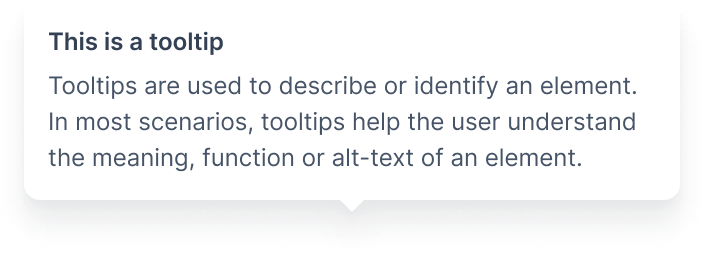 This is a tooltip
Tooltips are used to describe or identify an element.
In most scenarios, tooltips help the user understand
the meaning, function or alt-text of an element.